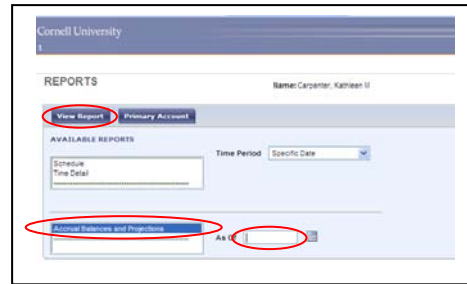 Cornell University
REPORTS
Name: Carpenter, Kathleen U
View Report Primary Account
AVAILABLE REPORTS
Time Period Specific Date
Schedule
Time Detail
Accrual Balances and Projections
As Of